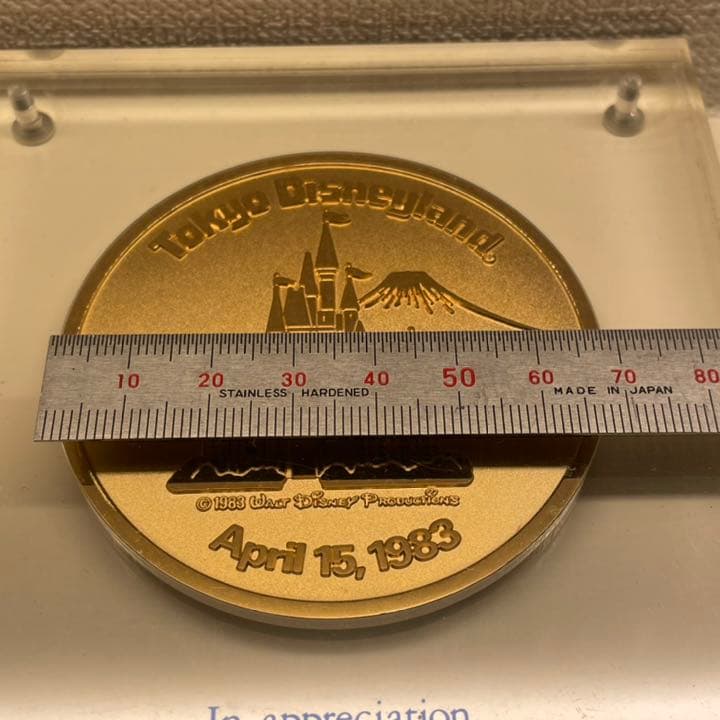 Tokyo Disneyland
10 20 30 40 50 60 70 80
STAINLESS HARDENED MADE IN JAPAN
© 1983 WALT DISNEY PRODUCTIONS
April 15, 1983
In appreciation